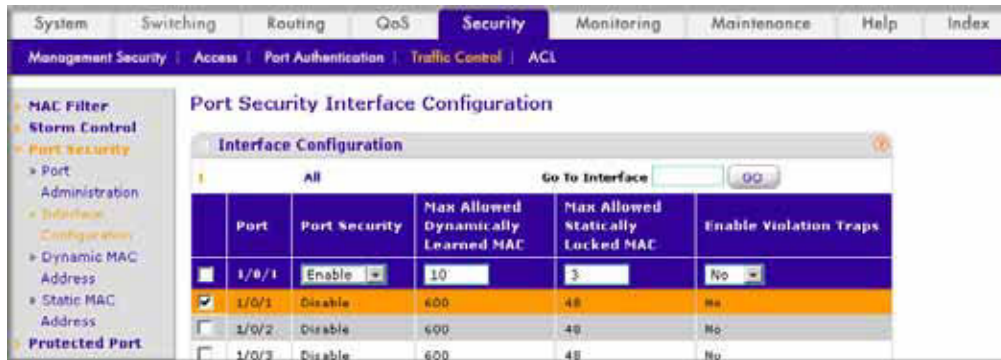 System Switching Routing QoS Security Monitoring Maintenance Help Index
Management Security Access Port Authentication Traffic Control ACL
MAC Filter
Storm Control
Port Security
Port
Administration
Interface
Configuration
Dynamic MAC
Address
Static MAC
Address
Protected Port
Port Security Interface Configuration
Interface Configuration
1 All Go To Interface GO
Port Port Security Max Allowed Dynamically Learned MAC Max Allowed Statically Locked MAC Enable Violation Traps
1/0/1 Enable 10 3 No
1/0/1 Disable 600 48 No
1/0/2 Disable 600 48 No
1/0/3 Disable 600 48 No